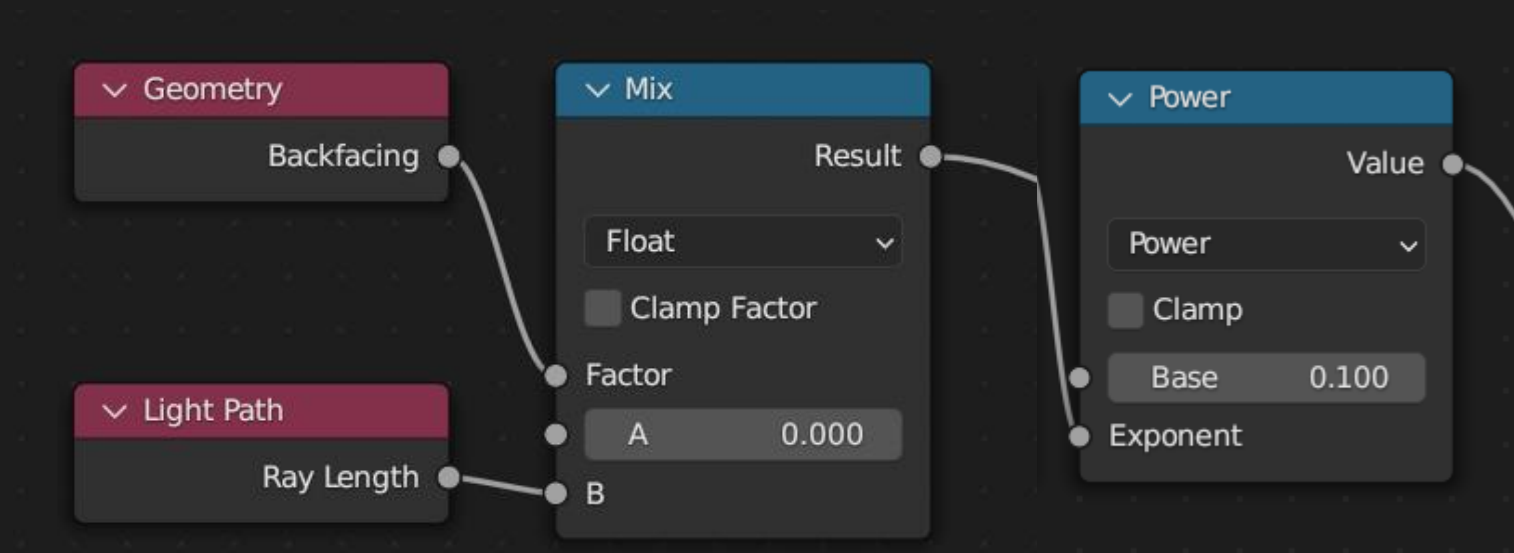 Geometry
Backfacing
Light Path
Ray Length
Mix
Result
Float
Clamp Factor
Factor
A 0.000
B
Power
Value
Power
Clamp
Base 0.100
Exponent